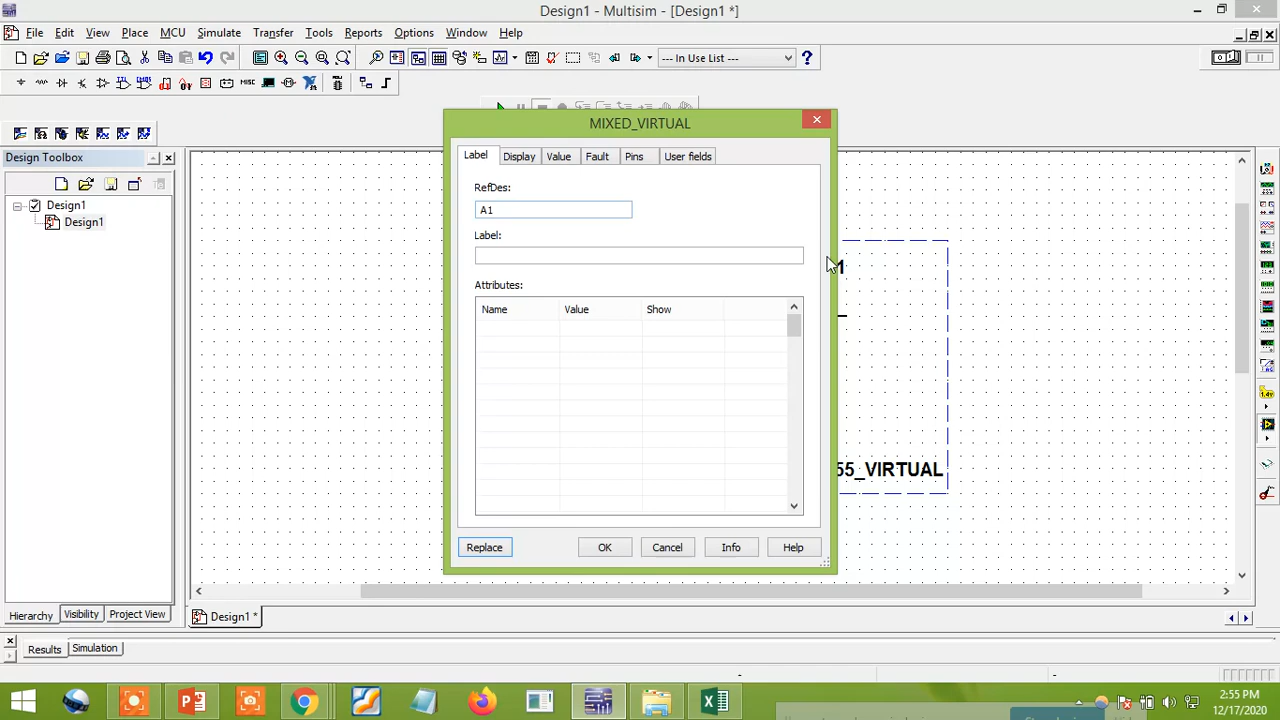 Design1 - Multisim - [Design1 *]
File Edit View Place MCU Simulate Transfer Tools Reports Options Window Help
--- In Use List ---
MISC
MIXED_VIRTUAL
Design Toolbox
Label Display Value Fault Pins User fields
RefDes:
A1
Design1
Design1
Label:
Attributes:
Name Value Show
55_VIRTUAL
Replace OK Cancel Info Help
Hierarchy Visibility Project View
Design1 *
Results Simulation
2:55 PM
12/17/2020